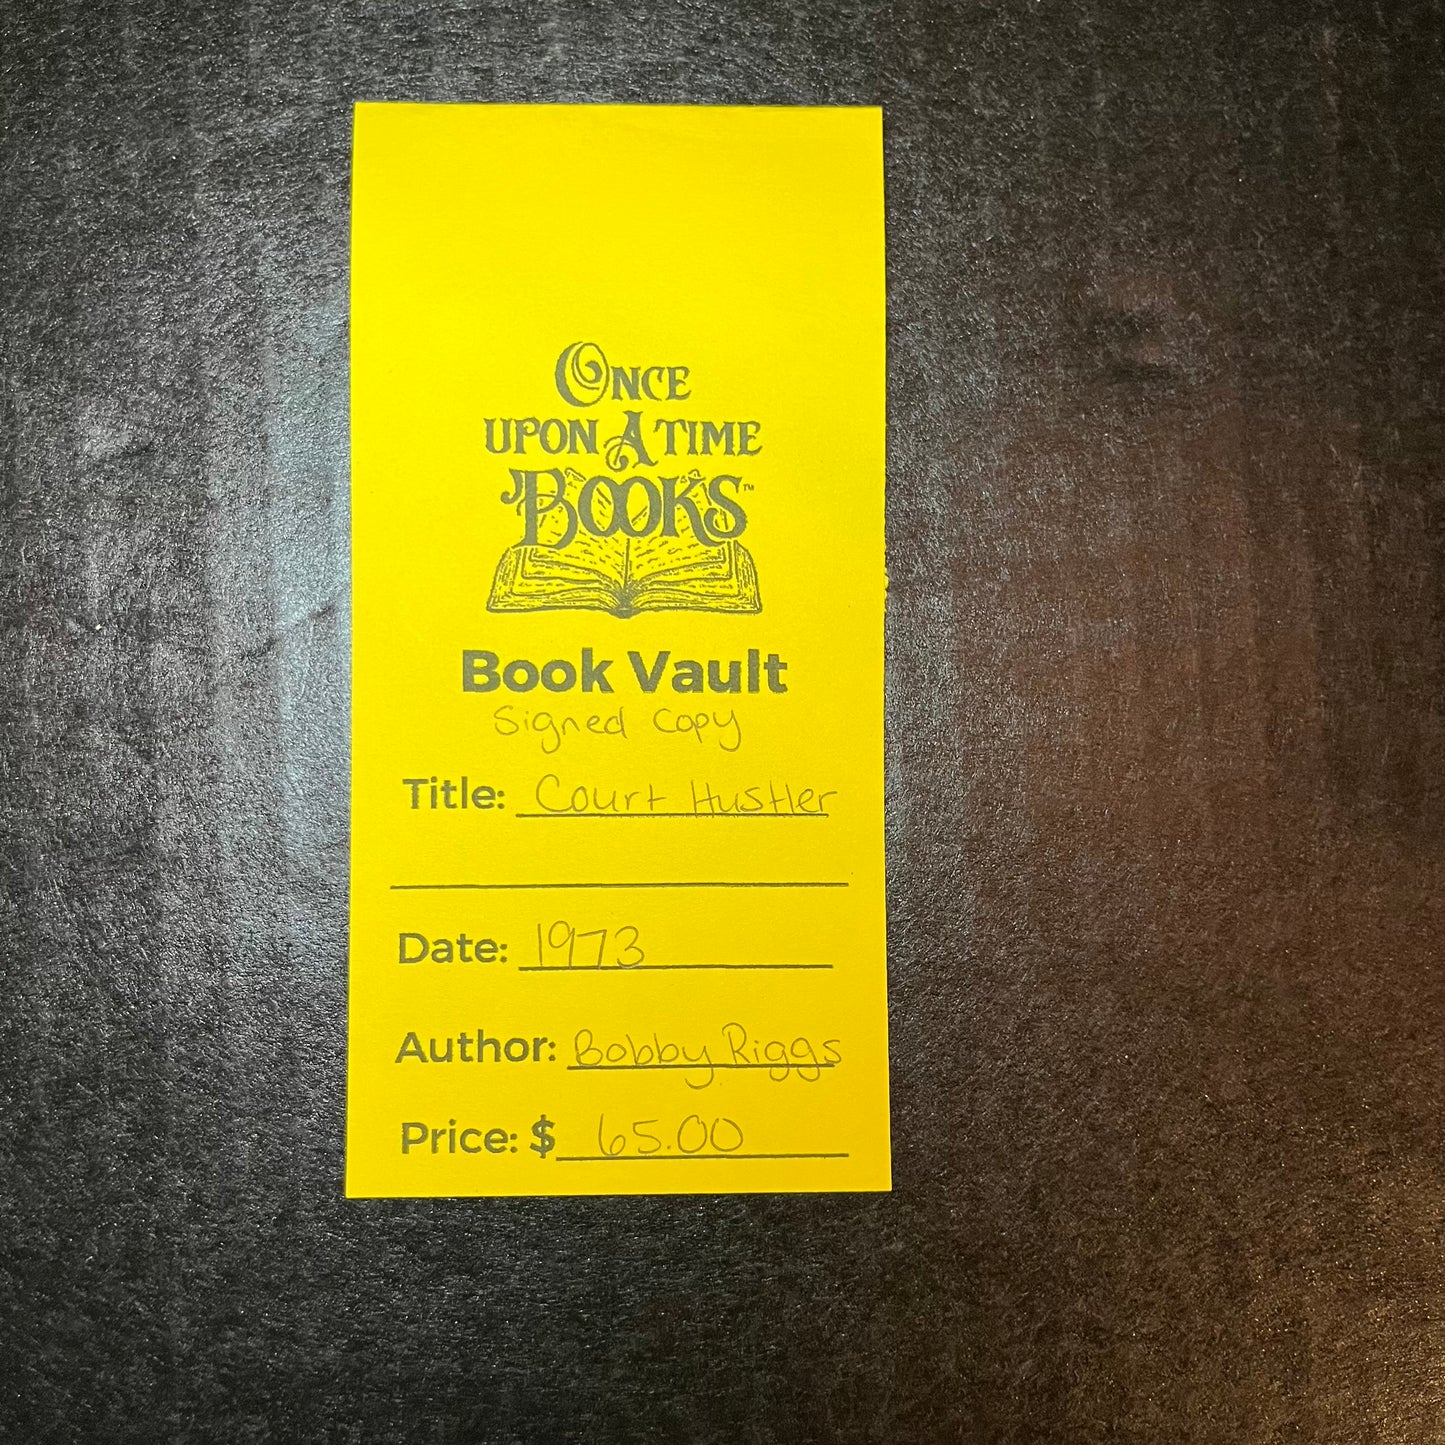 ONCE
UPON A TIME
BOOKS™
Book Vault
Signed Copy
Title: Court Hustler
Date: 1973
Author: Bobby Riggs
Price: $ 65.00